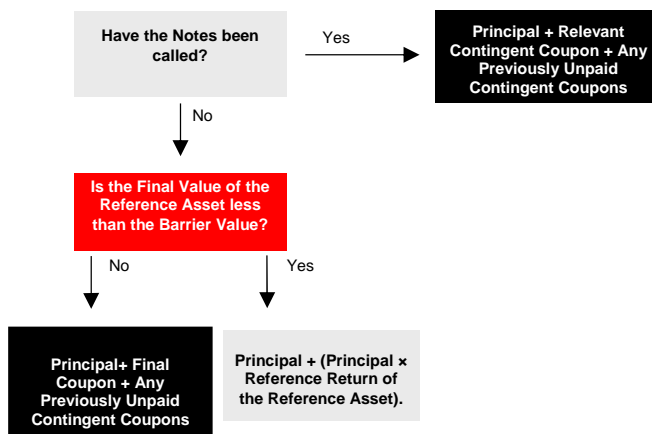 Have the Notes been
called?
Yes
Principal + Relevant
Contingent Coupon + Any
Previously Unpaid
Contingent Coupons
No
Is the Final Value of the
Reference Asset less
than the Barrier Value?
No
Yes
Principal+ Final
Coupon + Any
Previously Unpaid
Contingent Coupons
Principal + (Principal ×
Reference Return of
the Reference Asset).